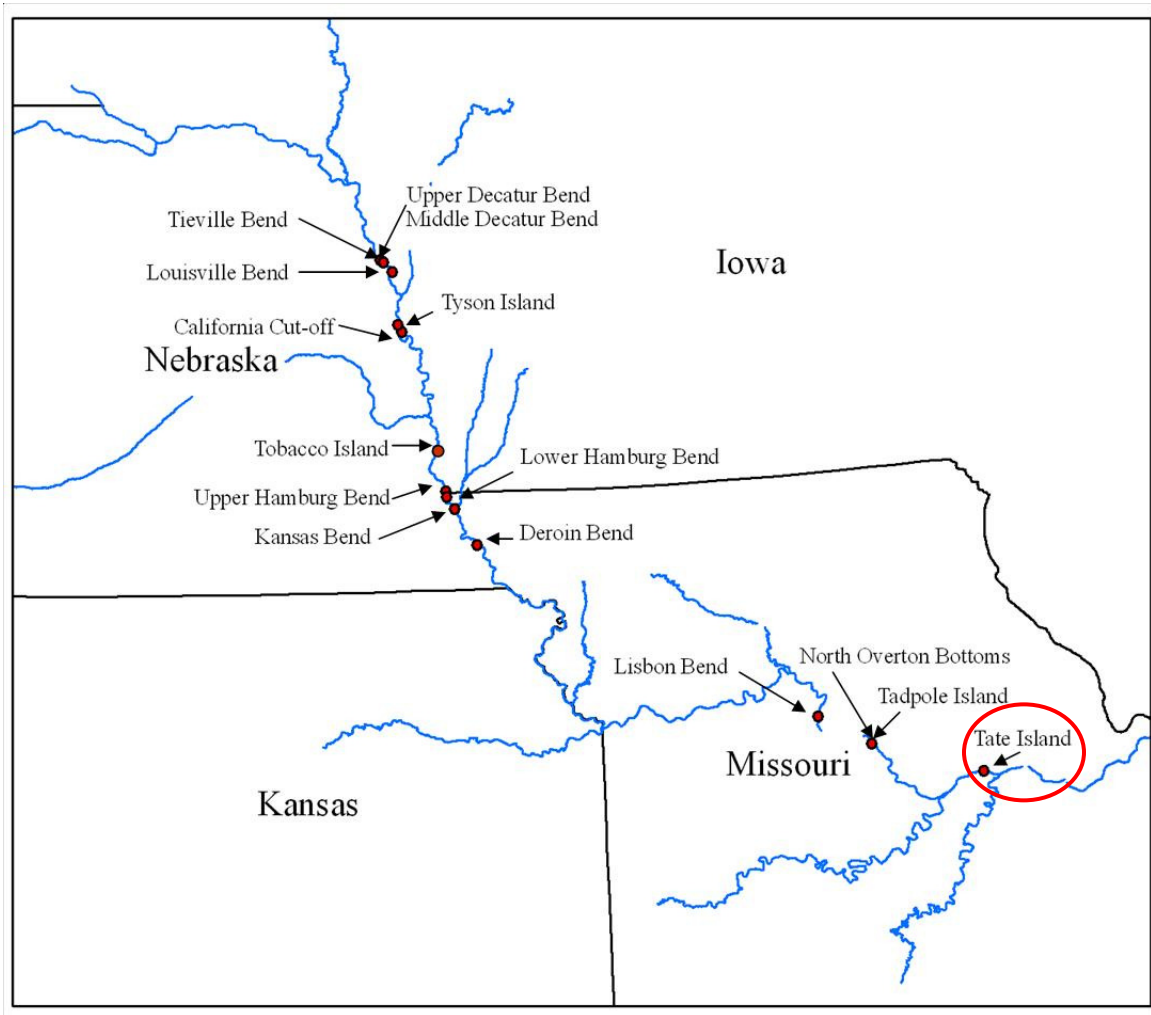 Upper Decatur Bend
Middle Decatur Bend
Tieville Bend
Louisville Bend
Iowa
Tyson Island
California Cut-off
Nebraska
Tobacco Island
Lower Hamburg Bend
Upper Hamburg Bend
Kansas Bend
Deroin Bend
Lisbon Bend
North Overton Bottoms
Tadpole Island
Tate Island
Missouri
Kansas